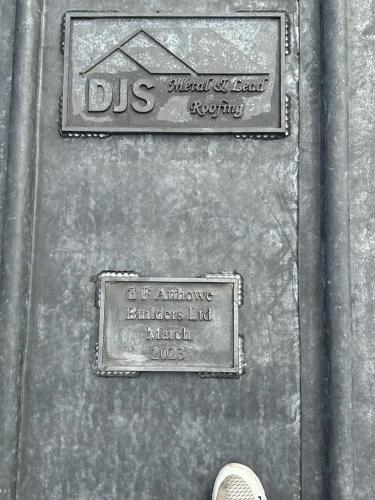 DJS
Metal & Lead
Roofing
G F Arthowe
Builders Ltd
March
2023